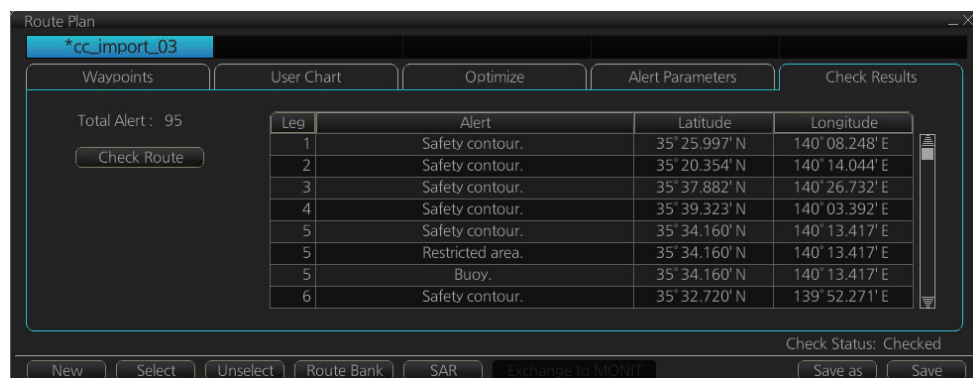 Route Plan
*cc_import_03
Waypoints User Chart Optimize Alert Parameters Check Results
Total Alert : 95
Check Route
Leg Alert Latitude Longitude
1 Safety contour. 35°25.997' N 140°08.248' E
2 Safety contour. 35°20.354' N 140°14.044' E
3 Safety contour. 35°37.882' N 140°26.732' E
4 Safety contour. 35°39.323' N 140°03.392' E
5 Safety contour. 35°34.160' N 140°13.417' E
5 Restricted area. 35°34.160' N 140°13.417' E
5 Buoy. 35°34.160' N 140°13.417' E
6 Safety contour. 35°32.720' N 139°52.271' E
Check Status: Checked
New Select Unselect Route Bank SAR Exchange to MONIT Save as Save